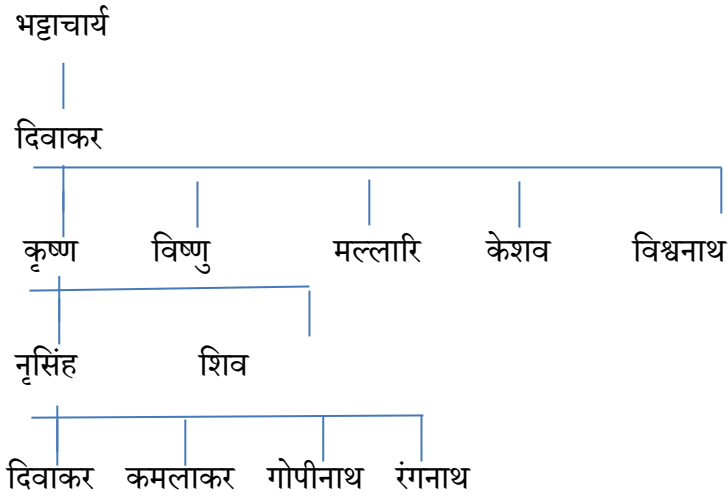 भट्टाचार्य
दिवाकर
कृष्ण विष्णु मल्लारि केशव विश्वनाथ
नृसिंह शिव
दिवाकर कमलाकर गोपीनाथ रंगनाथ